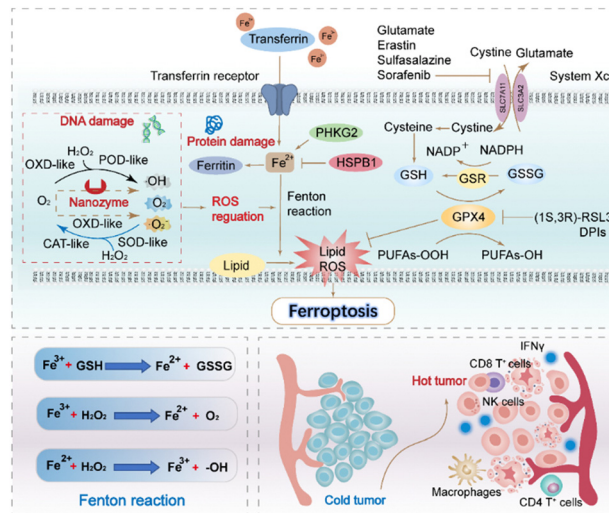 Fe³⁺
Fe³⁺
Fe³⁺
Transferrin
Transferrin receptor
Glutamate
Erastin
Sulfasalazine
Sorafenib
Cystine
Glutamate
SLC7A11
SLC3A2
System Xc
DNA damage
H₂O₂
OXD-like
POD-like
O₂
Nanozyme
·OH
O₂
O₂
OXD-like
CAT-like
SOD-like
H₂O₂
ROS
reguation
Protein damage
Ferritin
Fe²⁺
PHKG2
HSPB1
Fenton
reaction
Lipid
Lipid
ROS
Cysteine
Cystine
NADP⁺
NADPH
GSH
GSR
GSSG
GPX4
(1S,3R)-RSL3
DPIs
PUFAs-OOH
PUFAs-OH
Ferroptosis
Fe³⁺ + GSH Fe²⁺ + GSSG
Fe³⁺ + H₂O₂ Fe²⁺ + O₂
Fe²⁺ + H₂O₂ Fe³⁺ + -OH
Fenton reaction
Cold tumor
Hot tumor
IFNγ
CD8 T⁺ cells
NK cells
Macrophages
CD4 T⁺ cells